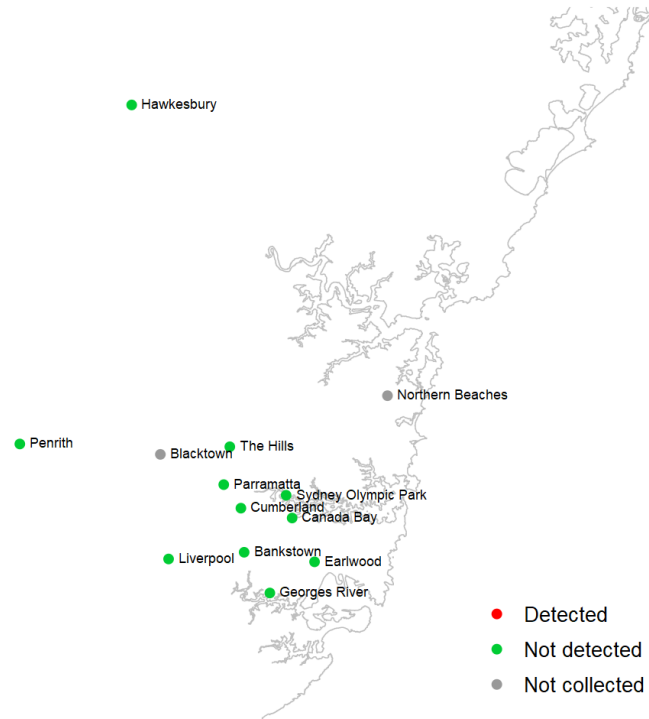 Hawkesbury
Northern Beaches
Penrith
The Hills
Blacktown
Parramatta
Sydney Olympic Park
Cumberland
Canada Bay
Bankstown
Liverpool
Earlwood
Georges River
Detected
Not detected
Not collected